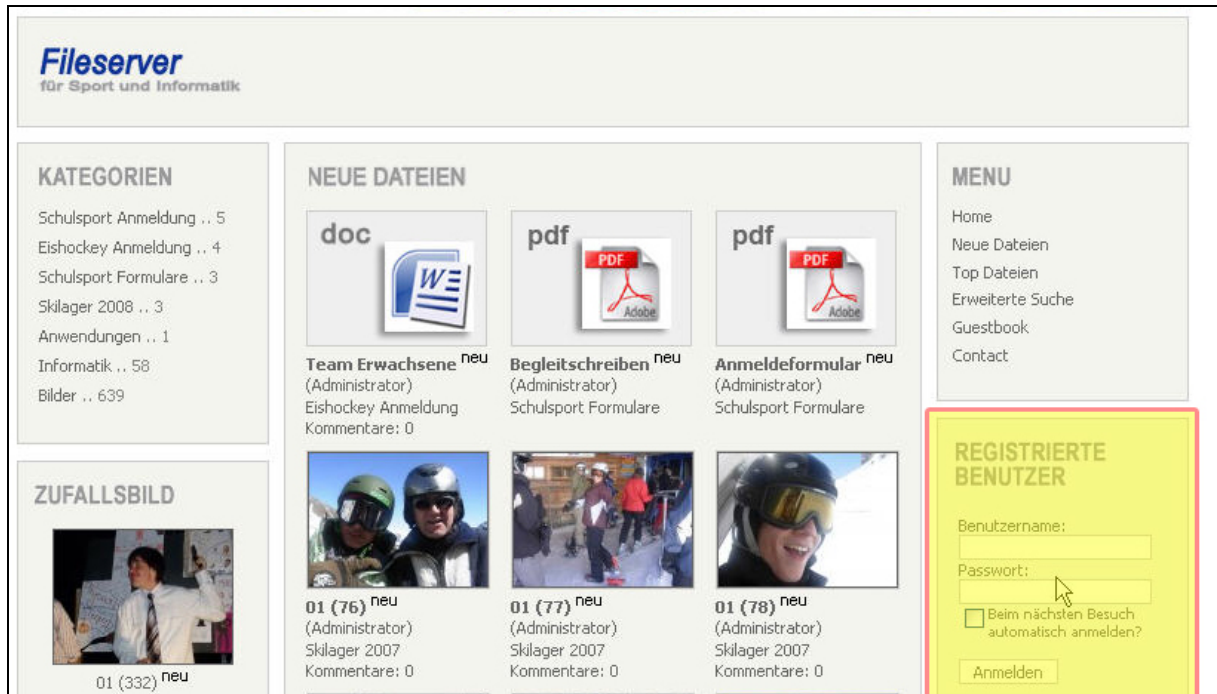 Fileserver
für Sport und Informatik
KATEGORIEN
Schulsport Anmeldung .. 5
Eishockey Anmeldung .. 4
Schulsport Formulare .. 3
Skilager 2008 .. 3
Anwendungen .. 1
Informatik .. 58
Bilder .. 639
ZUFALLSBILD
01 (332) neu
NEUE DATEIEN
doc
W
Team Erwachsene neu
(Administrator)
Eishockey Anmeldung
Kommentare: 0
pdf
PDF
Adobe
Begleitschreiben neu
(Administrator)
Schulsport Formulare
pdf
PDF
Adobe
Anmeldeformular neu
(Administrator)
Schulsport Formulare
01 (76) neu
(Administrator)
Skilager 2007
Kommentare: 0
01 (77) neu
(Administrator)
Skilager 2007
Kommentare: 0
01 (78) neu
(Administrator)
Skilager 2007
Kommentare: 0
MENU
Home
Neue Dateien
Top Dateien
Erweiterte Suche
Guestbook
Contact
REGISTRIERTE
BENUTZER
Benutzername:
Passwort:
Beim nächsten Besuch
automatisch anmelden?
Anmelden